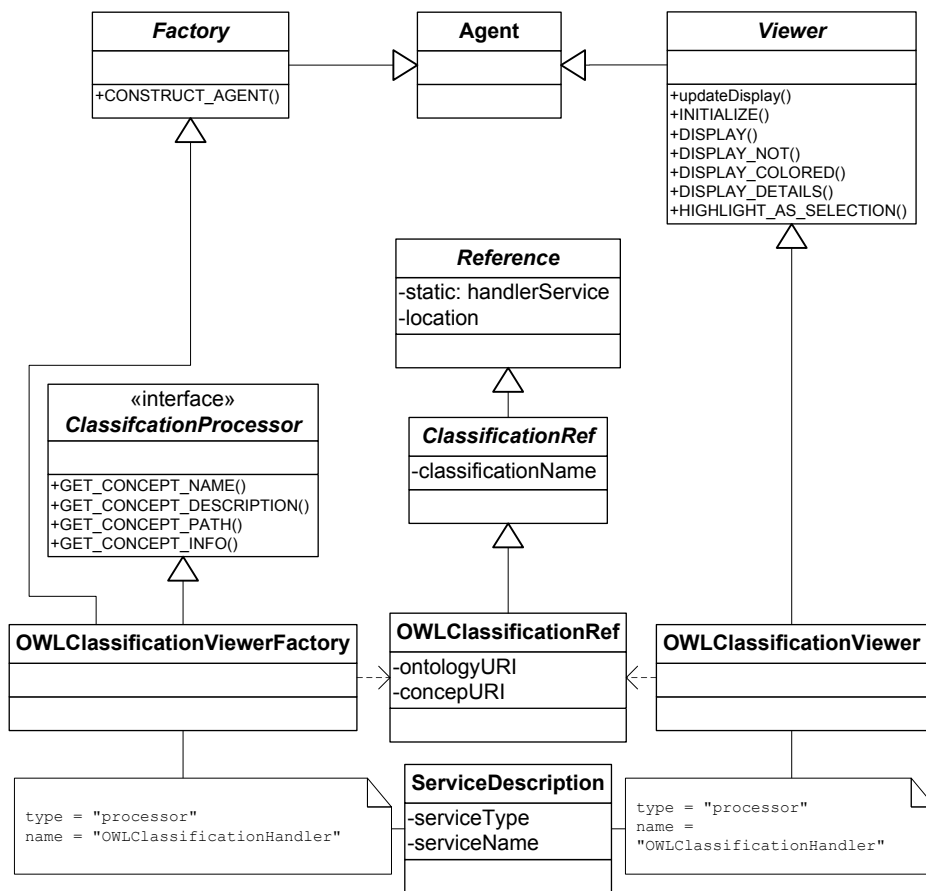 Factory
+CONSTRUCT_AGENT()
Agent
Viewer
+updateDisplay()
+INITIALIZE()
+DISPLAY()
+DISPLAY_NOT()
+DISPLAY_COLORED()
+DISPLAY_DETAILS()
+HIGHLIGHT_AS_SELECTION()
Reference
-static: handlerService
-location
«interface»
ClassifcationProcessor
+GET_CONCEPT_NAME()
+GET_CONCEPT_DESCRIPTION()
+GET_CONCEPT_PATH()
+GET_CONCEPT_INFO()
ClassificationRef
-classificationName
OWLClassificationViewerFactory
OWLClassificationRef
-ontologyURI
-concepURI
OWLClassificationViewer
type = "processor"
name = "OWLClassificationHandler"
ServiceDescription
-serviceType
-serviceName
type = "processor"
name =
"OWLClassificationHandler"